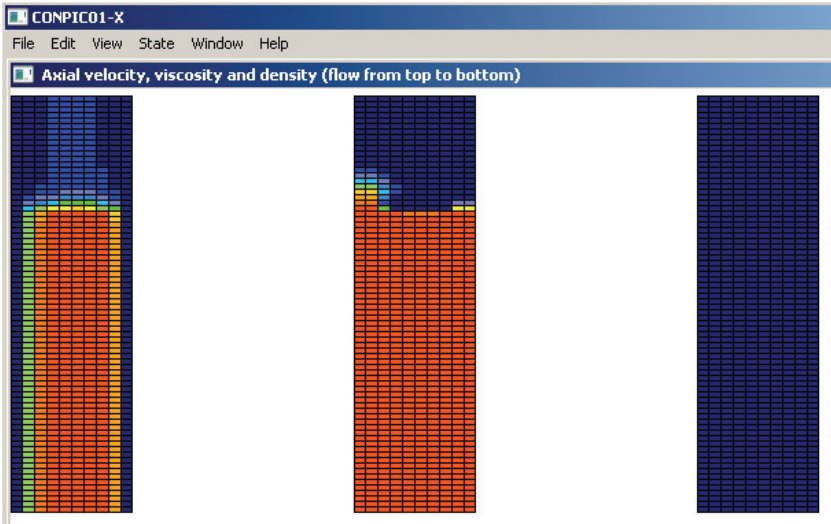 CONPIC01-X
File Edit View State Window Help
Axial velocity, viscosity and density (flow from top to bottom)